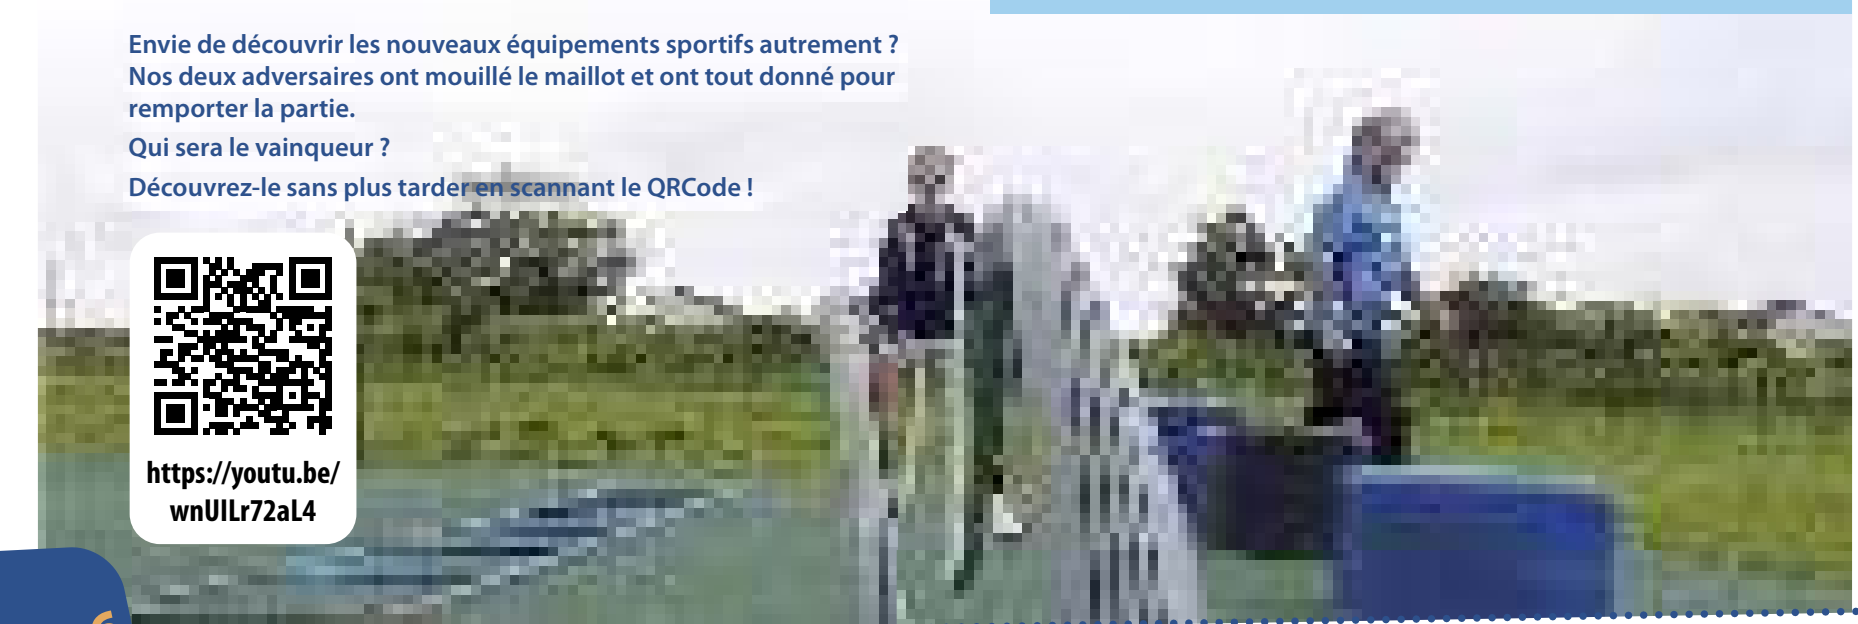 Envie de découvrir les nouveaux équipements sportifs autrement ?
Nos deux adversaires ont mouillé le maillot et ont tout donné pour
remporter la partie.
Qui sera le vainqueur ?
Découvrez-le sans plus tarder en scannant le QRCode !
https://youtu.be/
wnUlLr72aL4